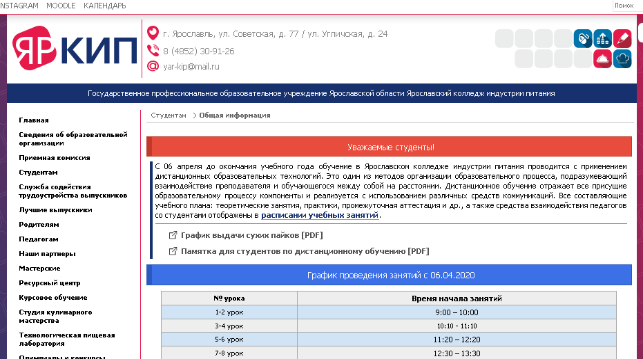 NSTAGRAM MOODLE КАЛЕНДАРЬ
Поиск
ЯРКИП
г. Ярославль, ул. Советская, д. 77 / ул. Угличская, д. 24
8 (4852) 30-91-26
yar-kip@mail.ru
Государственное профессиональное образовательное учреждение Ярославской области Ярославский колледж индустрии питания
Главная
Сведения об образовательной организации
Приемная комиссия
Студентам
Служба содействия трудоустройства выпускников
Лучшие выпускники
Родителям
Педагогам
Наши партнеры
Мастерские
Ресурсный центр
Курсовое обучение
Студия кулинарного мастерства
Технологическая пищевая лаборатория
Олимпиады и конкурсы
Студентам > Общая информация
Уважаемые студенты!
С 06 апреля до окончания учебного года обучение в Ярославском колледже индустрии питания проводится с применением
дистанционных образовательных технологий. Это один из методов организации образовательного процесса, подразумевающий
взаимодействие преподавателя и обучающегося между собой на расстоянии. Дистанционное обучение отражает все присущие
образовательному процессу компоненты и реализуется с использованием различных средств коммуникаций. Все составляющие
учебного плана: теоретические занятия, практики, промежуточная аттестация и др., а также средства взаимодействия педагогов
со студентами отображены в расписании учебных занятий.
График выдачи сухих пайков [PDF]
Памятка для студентов по дистанционному обучению [PDF]
График проведения занятий с 06.04.2020
№ урока Время начала занятий
1-2 урок 9:00 – 10:00
3-4 урок 10:10 - 11:10
5-6 урок 11:20 – 12:20
7-8 урок 12:30 – 13:30